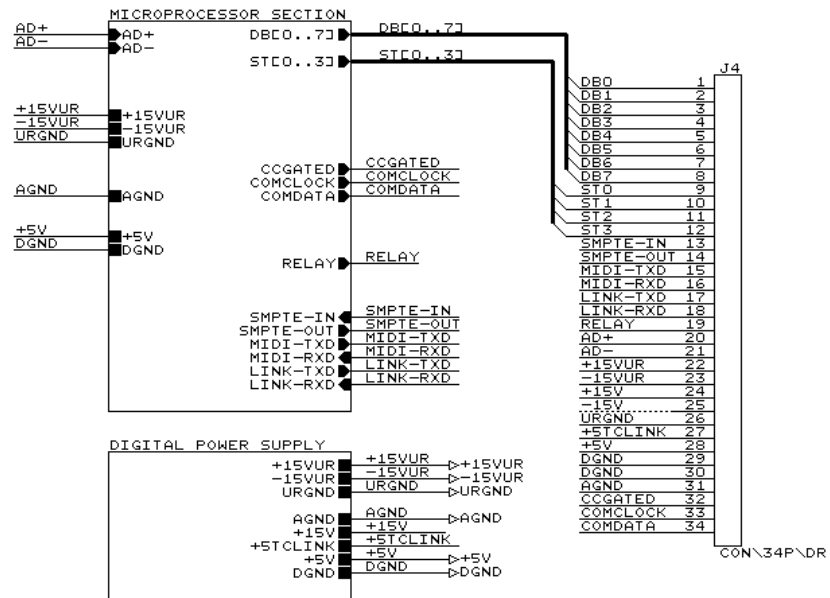 MICROPROCESSOR SECTION
AD+ AD+ DB[0..7] DB[0..7]
AD- AD-
ST[0..3] ST[0..3]
+15VUR +15VUR
-15VUR -15VUR
URGND URGND
CCGATED CCGATED
COMCLOCK COMCLOCK
AGND AGND COMDATA COMDATA
+5V +5V
DGND DGND
RELAY RELAY
SMPTE-IN SMPTE-IN
SMPTE-OUT SMPTE-OUT
MIDI-TXD MIDI-TXD
MIDI-RXD MIDI-RXD
LINK-TXD LINK-TXD
LINK-RXD LINK-RXD
DIGITAL POWER SUPPLY
+15VUR +15VUR +15VUR
-15VUR -15VUR -15VUR
URGND URGND URGND
AGND AGND AGND
+15V +15V
+5TCLINK +5TCLINK
+5V +5V +5V
DGND DGND DGND
J4
DB0 1
DB1 2
DB2 3
DB3 4
DB4 5
DB5 6
DB6 7
DB7 8
ST0 9
ST1 10
ST2 11
ST3 12
SMPTE-IN 13
SMPTE-OUT 14
MIDI-TXD 15
MIDI-RXD 16
LINK-TXD 17
LINK-RXD 18
RELAY 19
AD+ 20
AD- 21
+15VUR 22
-15VUR 23
+15V 24
-15V 25
URGND 26
+5TCLINK 27
+5V 28
DGND 29
DGND 30
AGND 31
CCGATED 32
COMCLOCK 33
COMDATA 34
CON\34P\DR